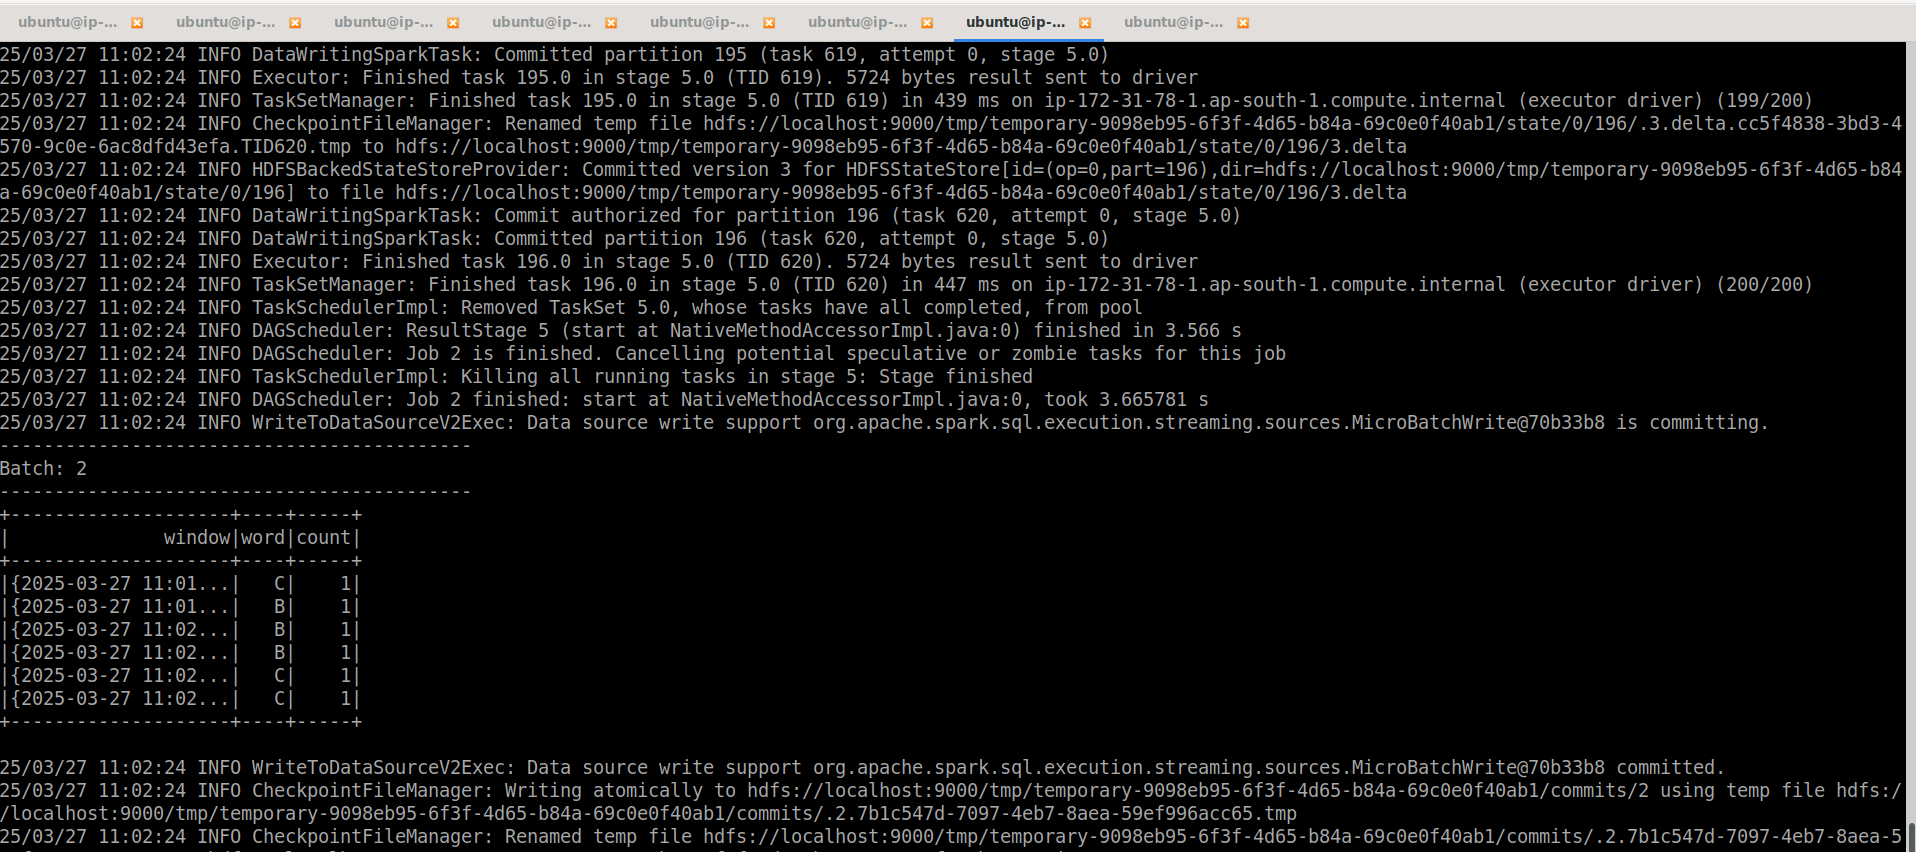 ubuntu@ip-... ubuntu@ip-... ubuntu@ip-... ubuntu@ip-... ubuntu@ip-... ubuntu@ip-... ubuntu@ip-... ubuntu@ip-...
25/03/27 11:02:24 INFO DataWritingSparkTask: Committed partition 195 (task 619, attempt 0, stage 5.0)
25/03/27 11:02:24 INFO Executor: Finished task 195.0 in stage 5.0 (TID 619). 5724 bytes result sent to driver
25/03/27 11:02:24 INFO TaskSetManager: Finished task 195.0 in stage 5.0 (TID 619) in 439 ms on ip-172-31-78-1.ap-south-1.compute.internal (executor driver) (199/200)
25/03/27 11:02:24 INFO CheckpointFileManager: Renamed temp file hdfs://localhost:9000/tmp/temporary-9098eb95-6f3f-4d65-b84a-69c0e0f40ab1/state/0/196/.3.delta.cc5f4838-3bd3-4
570-9c0e-6ac8dfd43efa.TID620.tmp to hdfs://localhost:9000/tmp/temporary-9098eb95-6f3f-4d65-b84a-69c0e0f40ab1/state/0/196/3.delta
25/03/27 11:02:24 INFO HDFSBackedStateStoreProvider: Committed version 3 for HDFSStateStore[id=(op=0,part=196),dir=hdfs://localhost:9000/tmp/temporary-9098eb95-6f3f-4d65-b84
a-69c0e0f40ab1/state/0/196] to file hdfs://localhost:9000/tmp/temporary-9098eb95-6f3f-4d65-b84a-69c0e0f40ab1/state/0/196/3.delta
25/03/27 11:02:24 INFO DataWritingSparkTask: Commit authorized for partition 196 (task 620, attempt 0, stage 5.0)
25/03/27 11:02:24 INFO DataWritingSparkTask: Committed partition 196 (task 620, attempt 0, stage 5.0)
25/03/27 11:02:24 INFO Executor: Finished task 196.0 in stage 5.0 (TID 620). 5724 bytes result sent to driver
25/03/27 11:02:24 INFO TaskSetManager: Finished task 196.0 in stage 5.0 (TID 620) in 447 ms on ip-172-31-78-1.ap-south-1.compute.internal (executor driver) (200/200)
25/03/27 11:02:24 INFO TaskSchedulerImpl: Removed TaskSet 5.0, whose tasks have all completed, from pool
25/03/27 11:02:24 INFO DAGScheduler: ResultStage 5 (start at NativeMethodAccessorImpl.java:0) finished in 3.566 s
25/03/27 11:02:24 INFO DAGScheduler: Job 2 is finished. Cancelling potential speculative or zombie tasks for this job
25/03/27 11:02:24 INFO TaskSchedulerImpl: Killing all running tasks in stage 5: Stage finished
25/03/27 11:02:24 INFO DAGScheduler: Job 2 finished: start at NativeMethodAccessorImpl.java:0, took 3.665781 s
25/03/27 11:02:24 INFO WriteToDataSourceV2Exec: Data source write support org.apache.spark.sql.execution.streaming.sources.MicroBatchWrite@70b33b8 is committing.
-------------------------------------------
Batch: 2
-------------------------------------------
+--------------------+----+-----+
|              window|word|count|
+--------------------+----+-----+
|{2025-03-27 11:01...|   C|    1|
|{2025-03-27 11:01...|   B|    1|
|{2025-03-27 11:02...|   B|    1|
|{2025-03-27 11:02...|   B|    1|
|{2025-03-27 11:02...|   C|    1|
|{2025-03-27 11:02...|   C|    1|
+--------------------+----+-----+
25/03/27 11:02:24 INFO WriteToDataSourceV2Exec: Data source write support org.apache.spark.sql.execution.streaming.sources.MicroBatchWrite@70b33b8 committed.
25/03/27 11:02:24 INFO CheckpointFileManager: Writing atomically to hdfs://localhost:9000/tmp/temporary-9098eb95-6f3f-4d65-b84a-69c0e0f40ab1/commits/2 using temp file hdfs:/
/localhost:9000/tmp/temporary-9098eb95-6f3f-4d65-b84a-69c0e0f40ab1/commits/.2.7b1c547d-7097-4eb7-8aea-59ef996acc65.tmp
25/03/27 11:02:24 INFO CheckpointFileManager: Renamed temp file hdfs://localhost:9000/tmp/temporary-9098eb95-6f3f-4d65-b84a-69c0e0f40ab1/commits/.2.7b1c547d-7097-4eb7-8aea-5